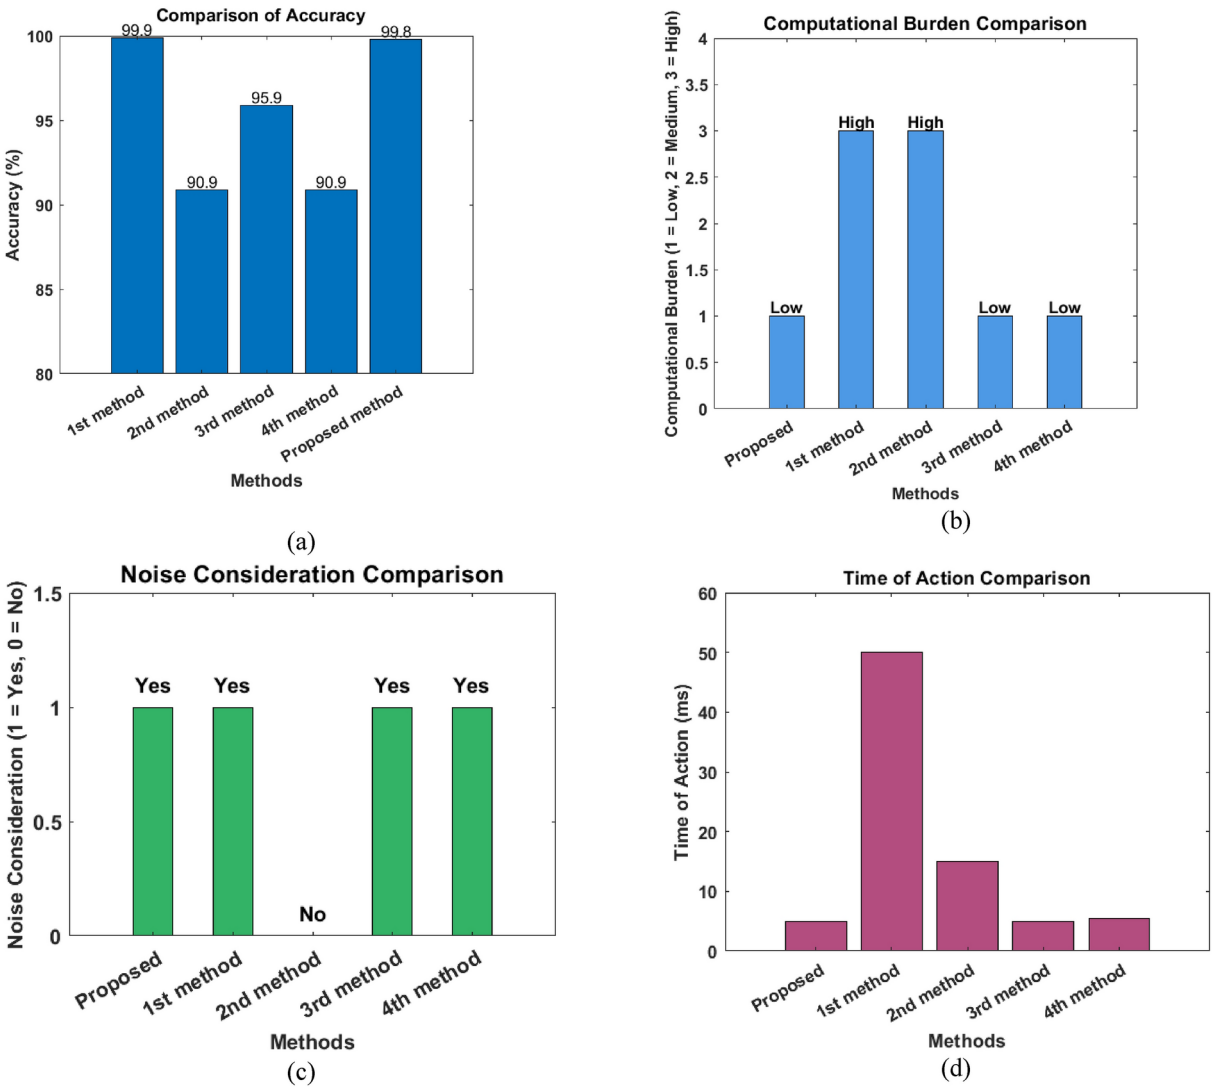 Comparison of Accuracy
Accuracy (%)
100
95
90
85
80
99.9
90.9
95.9
90.9
99.8
1st method
2nd method
3rd method
4th method
Proposed method
Methods
(a)
Computational Burden Comparison
Computational Burden (1 = Low, 2 = Medium, 3 = High)
4
3.5
3
2.5
2
1.5
1
0.5
0
Low
High
High
Low
Low
Proposed
1st method
2nd method
3rd method
4th method
Methods
(b)
Noise Consideration Comparison
Noise Consideration (1 = Yes, 0 = No)
1.5
1
0.5
0
Yes
Yes
No
Yes
Yes
Proposed
1st method
2nd method
3rd method
4th method
Methods
(c)
Time of Action Comparison
Time of Action (ms)
60
50
40
30
20
10
0
Proposed
1st method
2nd method
3rd method
4th method
Methods
(d)